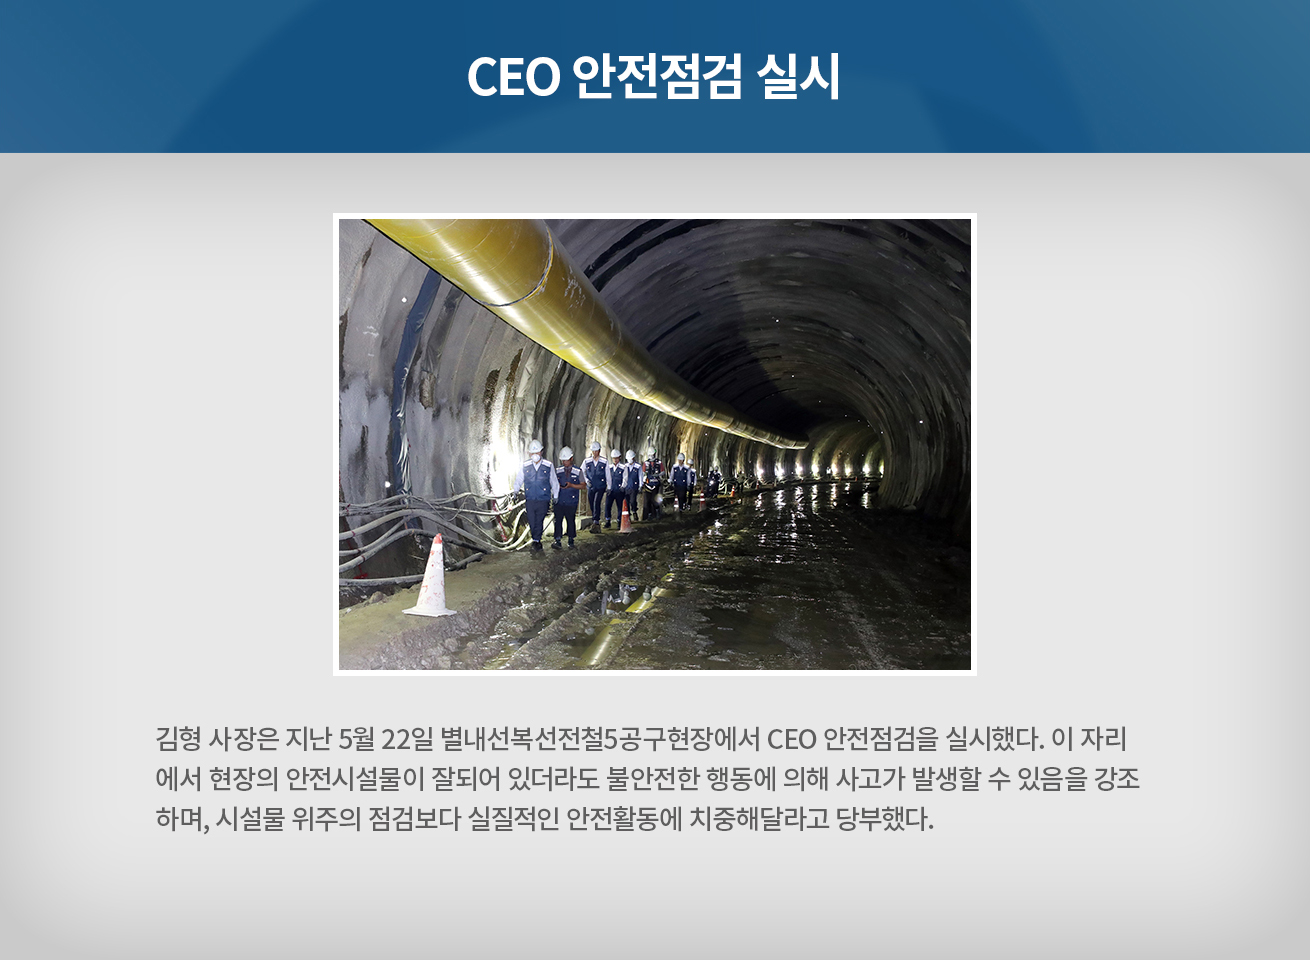 CEO 안전점검 실시
김형 사장은 지난 5월 22일 별내선복선전철5공구현장에서 CEO 안전점검을 실시했다. 이 자리
에서 현장의 안전시설물이 잘되어 있더라도 불안전한 행동에 의해 사고가 발생할 수 있음을 강조
하며, 시설물 위주의 점검보다 실질적인 안전활동에 치중해달라고 당부했다.